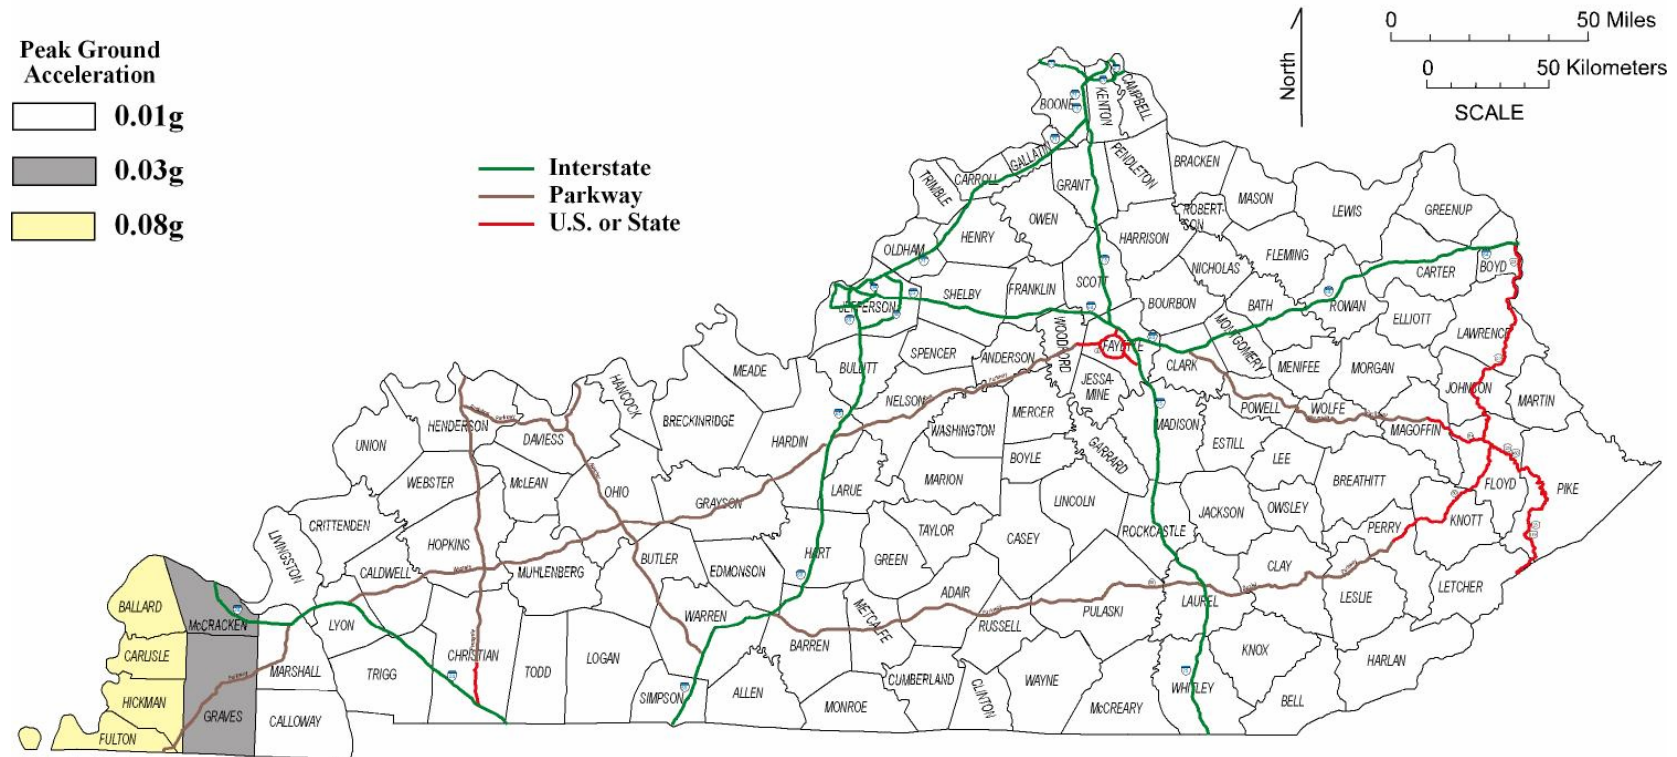 Peak Ground
Acceleration
0.01g
0.03g
0.08g
Interstate
Parkway
U.S. or State
North
0 50 Miles
0 50 Kilometers
SCALE
BOONE
KENTON
CAMPBELL
GALLATIN
PENDLETON
BRACKEN
CARROLL
TRIMBLE
GRANT
MASON
OWEN
ROBERT-
SON
LEWIS
GREENUP
HENRY
HARRISON
OLDHAM
FLEMING
NICHOLAS
CARTER
BOYD
SCOTT
SHELBY
FRANKLIN
JEFFERSON
BOURBON
BATH
ROWAN
ELLIOTT
WOODFORD
MONTGOMERY
LAWRENCE
FAYETTE
SPENCER
ANDERSON
CLARK
MENIFEE
MORGAN
BULLITT
MEADE
JESSA-
MINE
JOHNSON
MARTIN
HANCOCK
NELSON
POWELL
WOLFE
BRECKINRIDGE
MERCER
MADISON
HENDERSON
WASHINGTON
MAGOFFIN
DAVIESS
HARDIN
GARRARD
ESTILL
UNION
BOYLE
LEE
WEBSTER
McLEAN
MARION
BREATHITT
FLOYD
PIKE
OHIO
LARUE
GRAYSON
LINCOLN
OWSLEY
JACKSON
CRITTENDEN
TAYLOR
ROCKCASTLE
PERRY
KNOTT
LIVINGSTON
HOPKINS
CASEY
HART
BUTLER
GREEN
CALDWELL
MUHLENBERG
EDMONSON
CLAY
LETCHER
ADAIR
LESLIE
LAUREL
BALLARD
METCALFE
PULASKI
WARREN
McCRACKEN
LYON
RUSSELL
BARREN
CARLISLE
CHRISTIAN
LOGAN
KNOX
HARLAN
MARSHALL
TRIGG
TODD
CUMBERLAND
WAYNE
WHITLEY
HICKMAN
SIMPSON
ALLEN
CLINTON
BELL
GRAVES
MONROE
McCREARY
CALLOWAY
FULTON